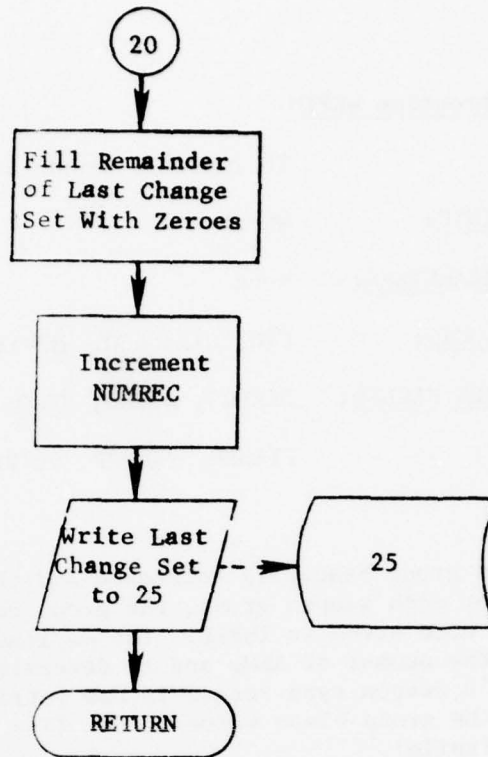 20
Fill Remainder
of Last Change
Set With Zeroes
Increment
NUMREC
Write Last
Change Set
to 25
25
RETURN